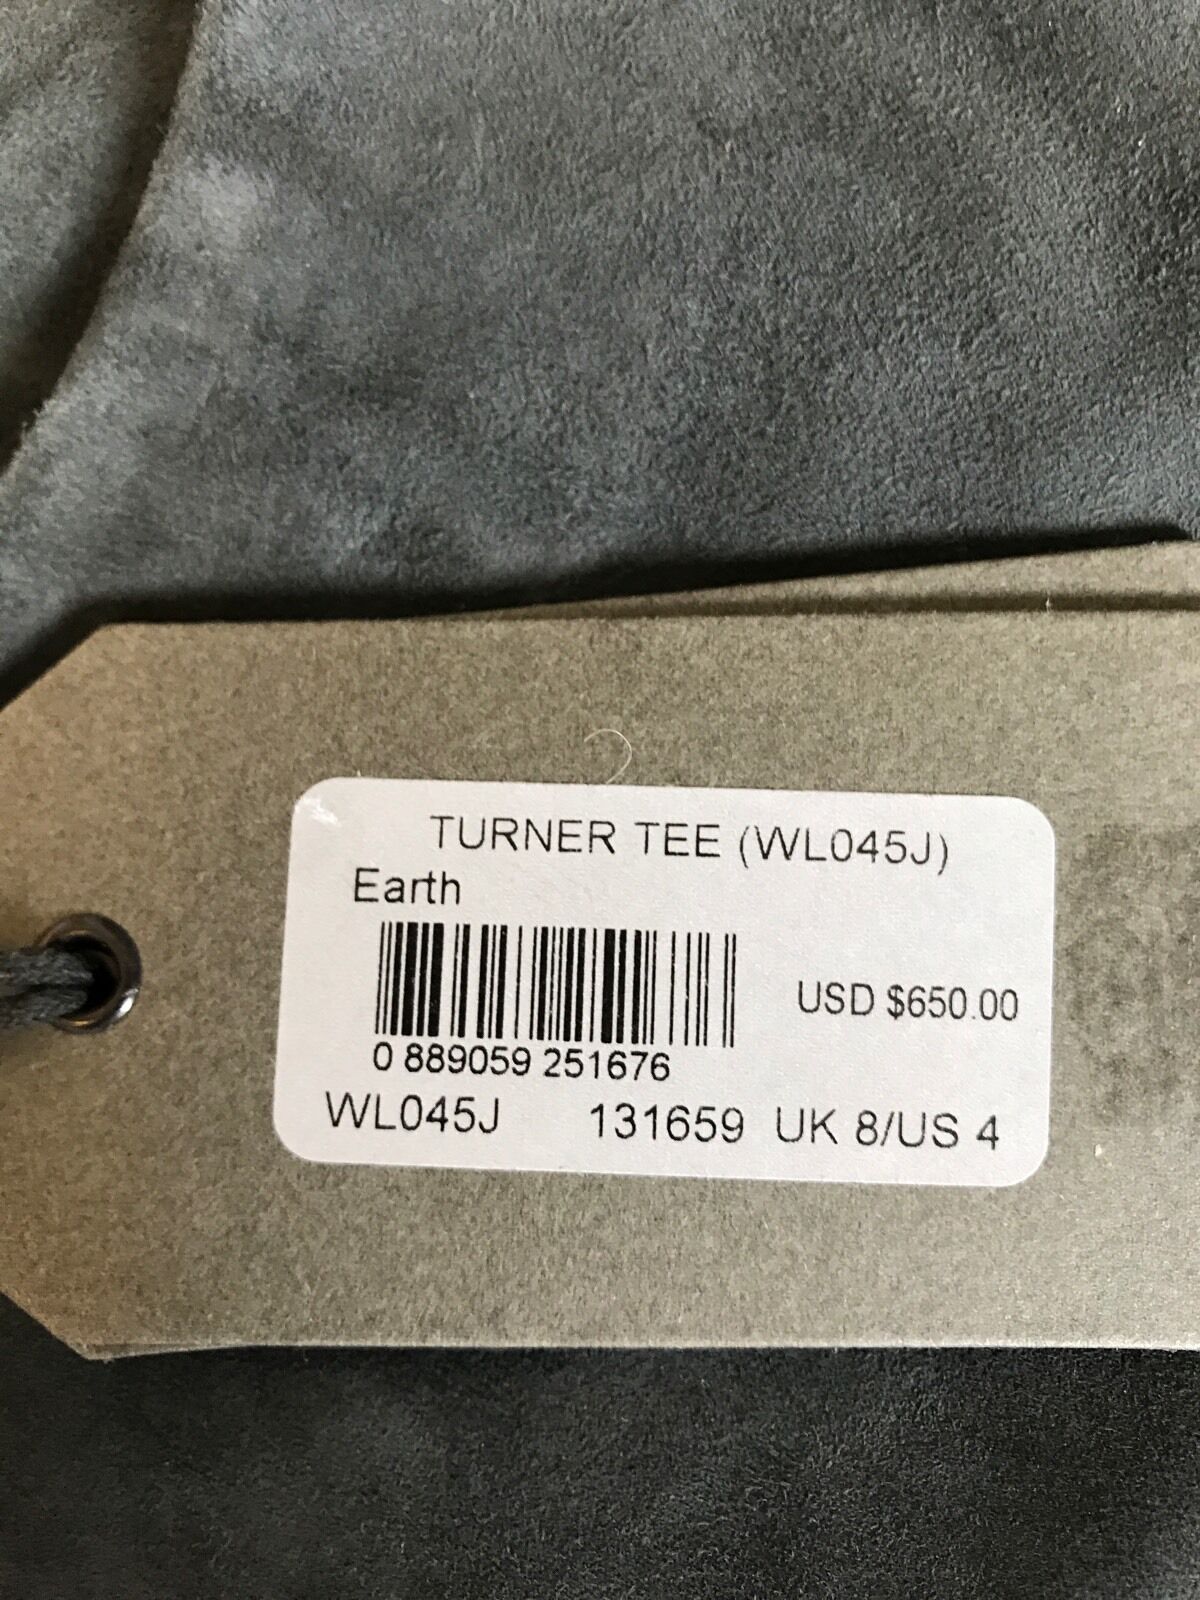 TURNER TEE (WL045J)
Earth
USD $650.00
0 889059 251676
WL045J 131659 UK 8/US 4